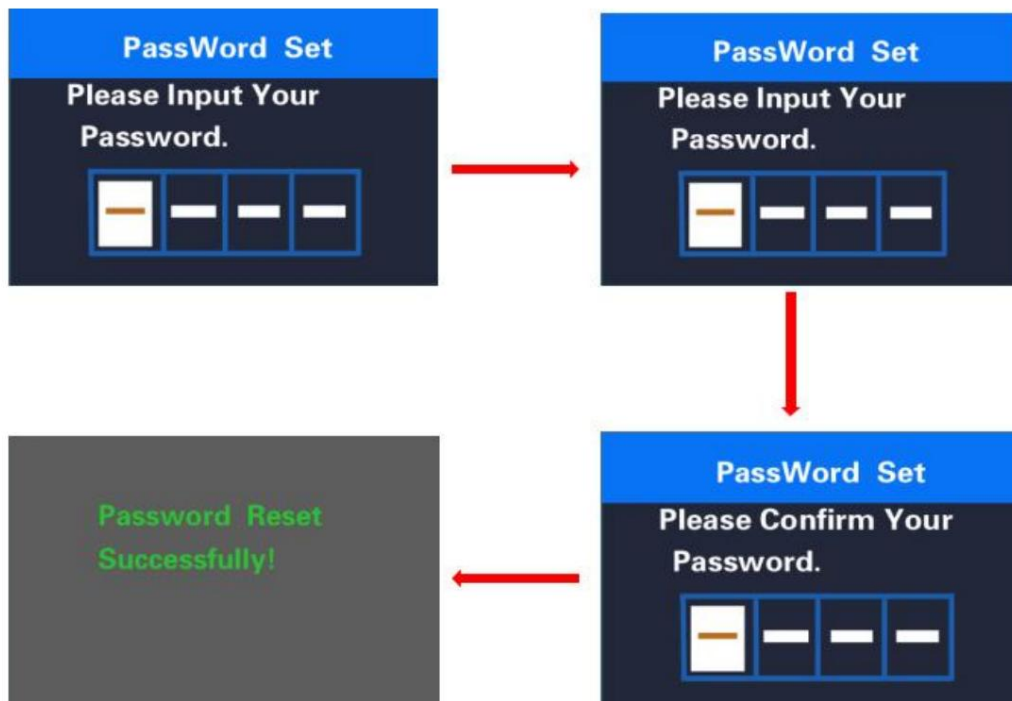 PassWord Set
Please Input Your
Password.
PassWord Set
Please Input Your
Password.
PassWord Set
Please Confirm Your
Password.
Password Reset
Successfully!